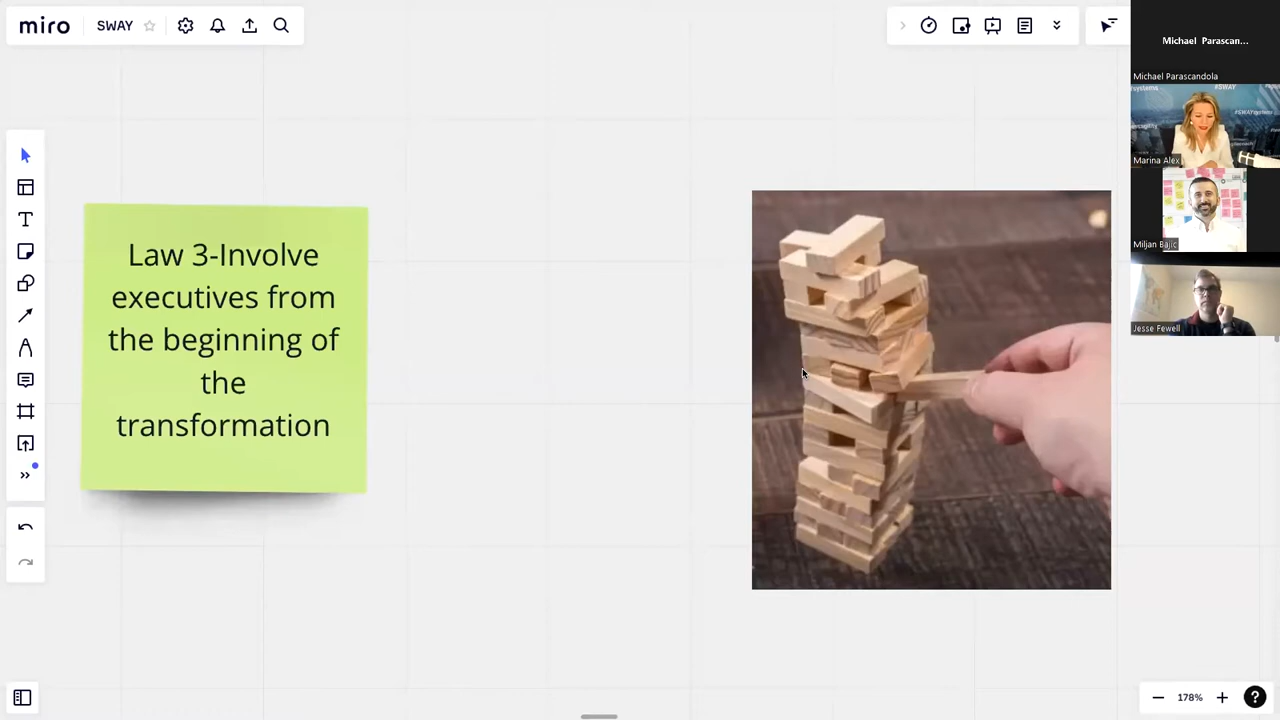 miro
SWAY
Michael Parascan...
Michael Parascandola
#SWAY
Marina Alex
Miljan Bajic
Jesse Fewell
Law 3-Involve
executives from
the beginning of
the
transformation
178%